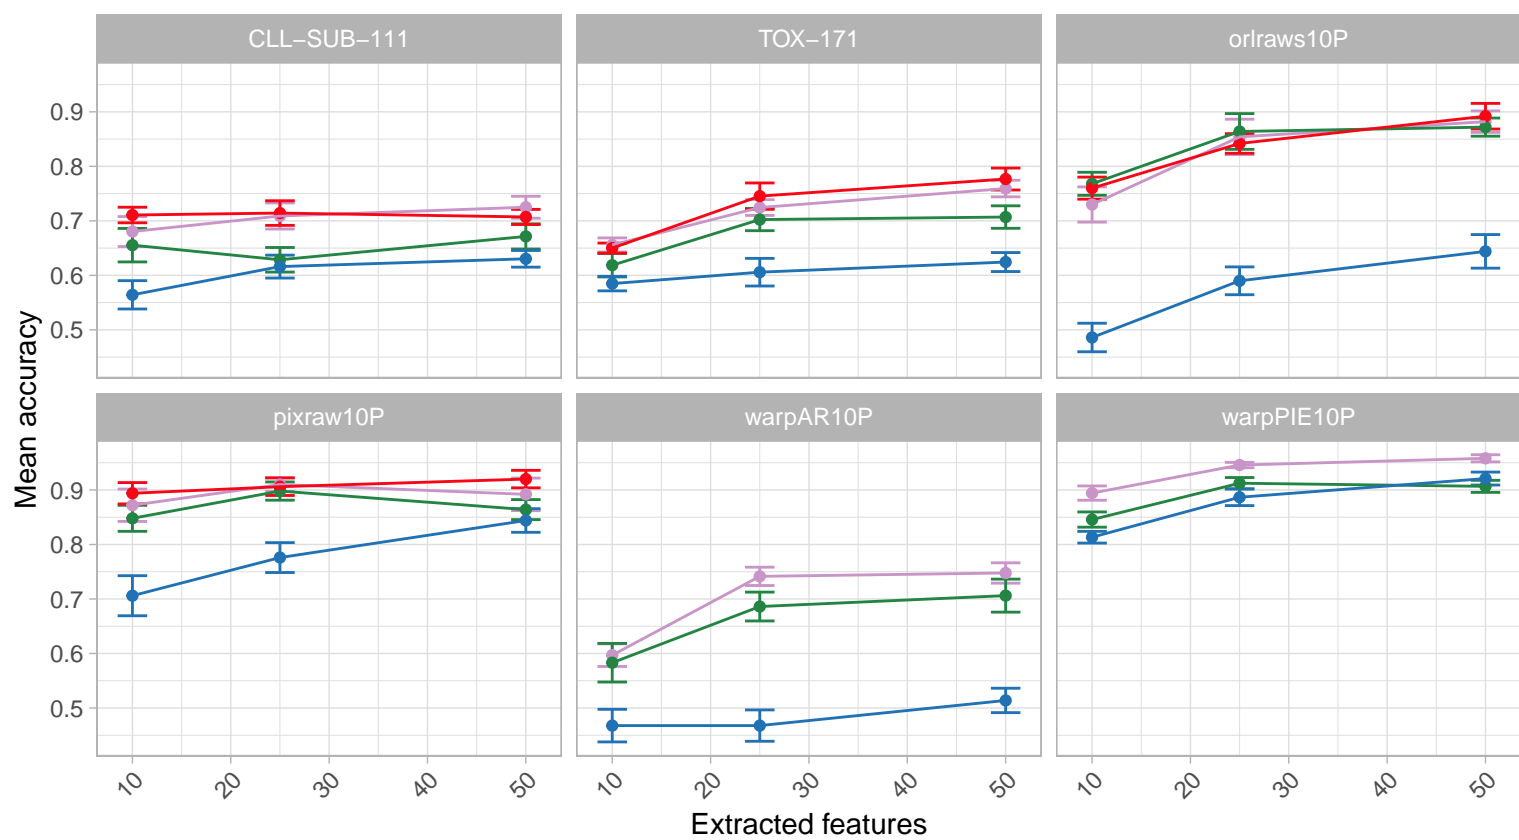 CLL−SUB−111 TOX−171 orlraws10P
0.9
0.8
0.7
0.6
0.5
pixraw10P warpAR10P warpPIE10P
0.9
0.8
0.7
0.6
0.5
10 20 30 40 50 10 20 30 40 50 10 20 30 40 50
Extracted features
Mean accuracy